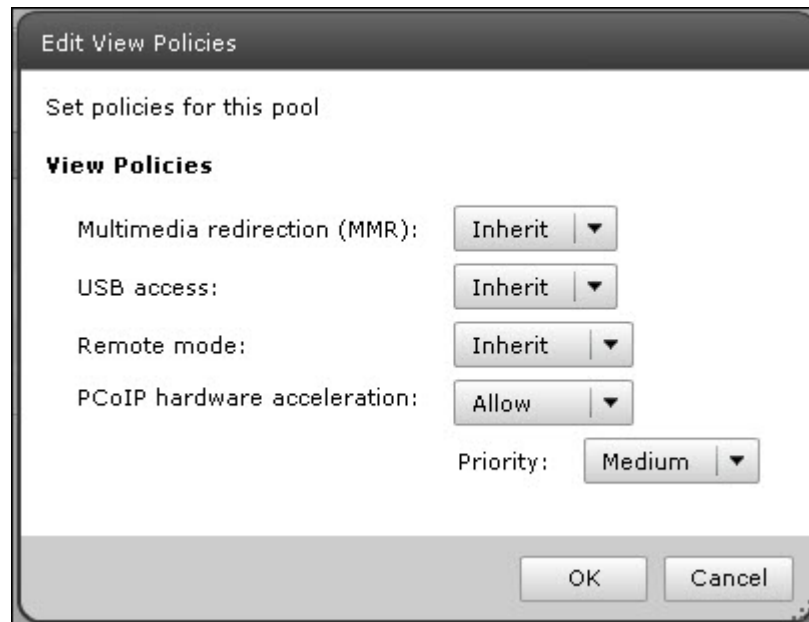 Edit View Policies
Set policies for this pool
View Policies
Multimedia redirection (MMR): Inherit
USB access: Inherit
Remote mode: Inherit
PCoIP hardware acceleration: Allow
Priority: Medium
OK Cancel